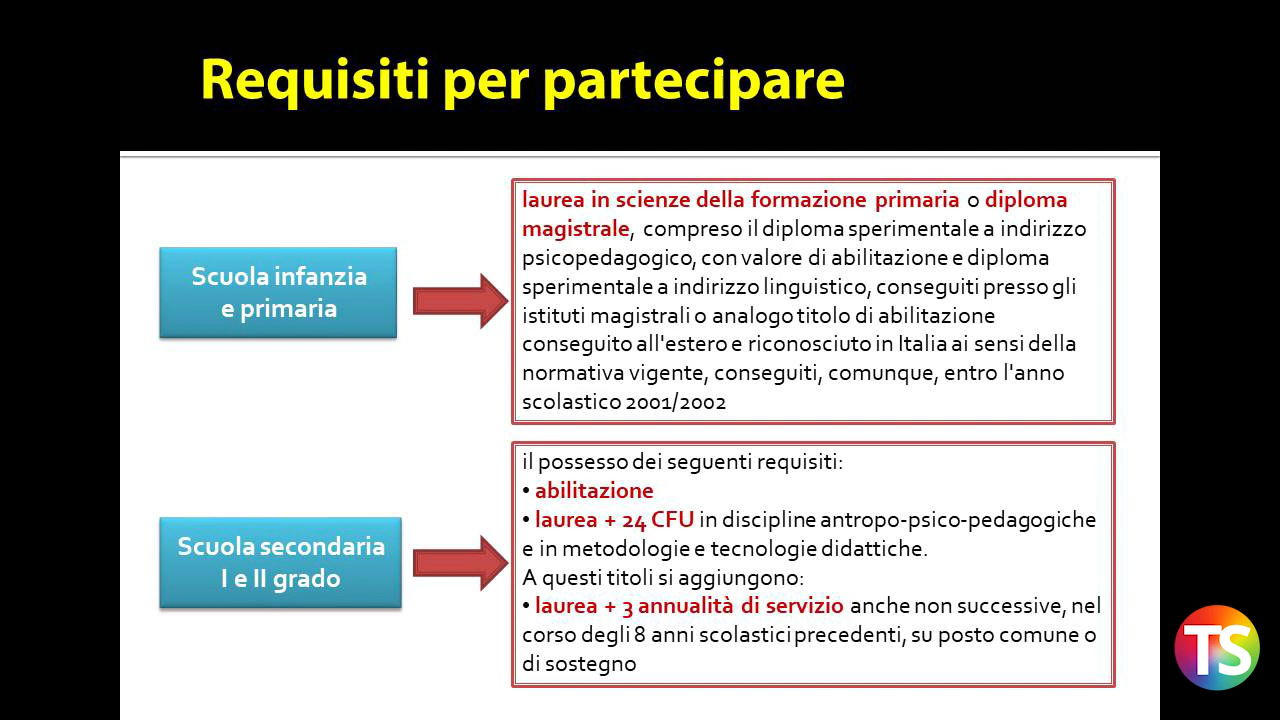 Requisiti per partecipare
Scuola infanzia
e primaria
laurea in scienze della formazione primaria o diploma
magistrale, compreso il diploma sperimentale a indirizzo
psicopedagogico, con valore di abilitazione e diploma
sperimentale a indirizzo linguistico, conseguiti presso gli
istituti magistrali o analogo titolo di abilitazione
conseguito all'estero e riconosciuto in Italia ai sensi della
normativa vigente, conseguiti, comunque, entro l'anno
scolastico 2001/2002
Scuola secondaria
I e II grado
il possesso dei seguenti requisiti:
• abilitazione
• laurea + 24 CFU in discipline antropo-psico-pedagogiche
e in metodologie e tecnologie didattiche.
A questi titoli si aggiungono:
• laurea + 3 annualità di servizio anche non successive, nel
corso degli 8 anni scolastici precedenti, su posto comune o
di sostegno
TS